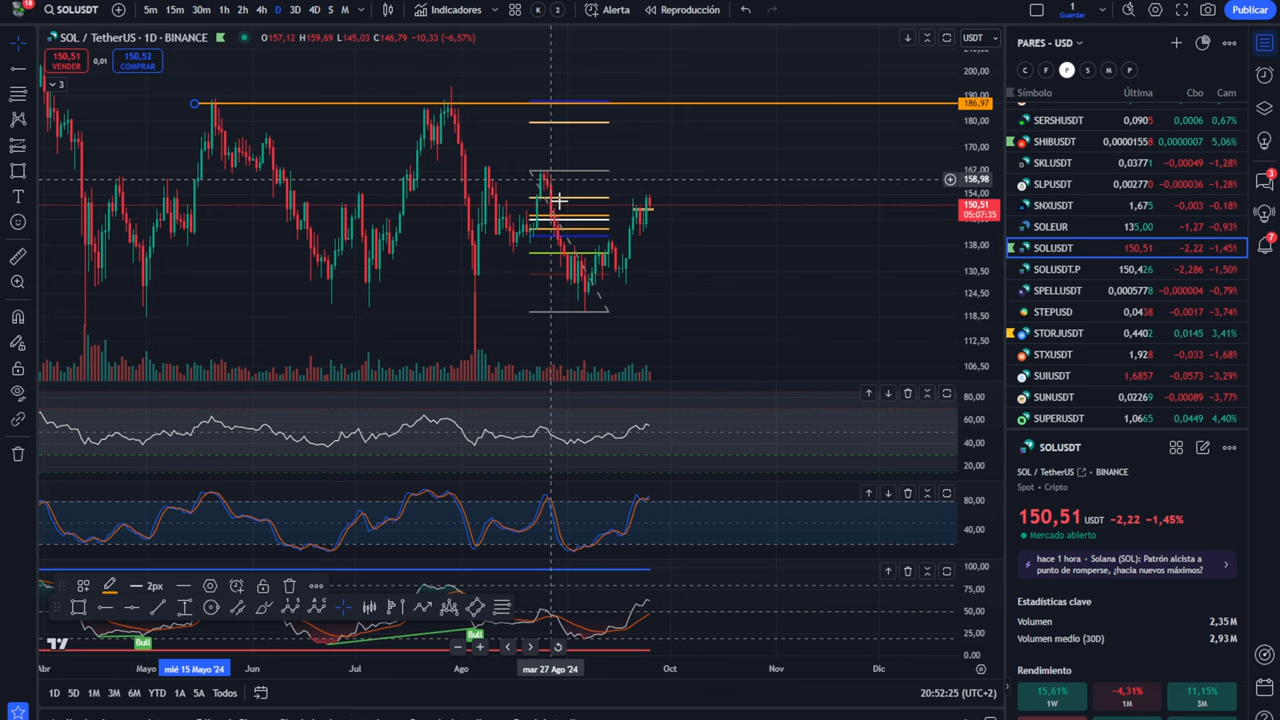 18
SOLUSDT
5m 15m 30m 1h 2h 4h D 3D 4D S M
Indicadores
K 2
Alerta
Reproducción
1
Guardar
Publicar
SOL / TetherUS · 1D · BINANCE
O157,12 H159,69 L145,03 C146,79 -10,33 (-6,57%)
150,51
VENDER
0,01
150,52
COMPRAR
3
USDT
200,00
190,00
186,97
180,00
170,00
162,00
158,98
154,00
150,51
05:07:35
138,00
130,50
124,50
118,50
112,50
106,50
80,00
60,00
40,00
20,00
80,00
40,00
100,00
75,00
50,00
25,00
0,00
2px
Bull
Bull
Abr Mayo mié 15 Mayo '24 Jun Jul Ago mar 27 Ago '24 Oct Nov Dic
1D 5D 1M 3M 6M YTD 1A 5A Todos
20:52:25 (UTC+2)
PARES - USD
C F P S M P
Símbolo Última Cbo Cam
SERSHUSDT 0,0905 0,0006 0,67%
SHIBUSDT 0,00001558 0,0000007 5,06%
SKLUSDT 0,03771 -0,00049 -1,28%
SLPUSDT 0,002770 -0,000036 -1,28%
SNXUSDT 1,675 -0,003 -0,18%
SOLEUR 135,00 -1,27 -0,93%
SOLUSDT 150,51 -2,22 -1,45%
SOLUSDT.P 150,426 -2,286 -1,50%
SPELLUSDT 0,0005778 -0,0000046 -0,79%
STEPUSD 0,0438 -0,0017 -3,74%
STORJUSDT 0,4402 0,0145 3,41%
STXUSDT 1,928 -0,033 -1,68%
SUIUSDT 1,6857 -0,0573 -3,29%
SUNUSDT 0,02269 -0,00089 -3,77%
SUPERUSDT 1,0665 0,0449 4,40%
3
7
SOLUSDT
SOL / TetherUS BINANCE
Spot • Cripto
150,51 USDT -2,22 -1,45%
Mercado abierto
hace 1 hora • Solana (SOL): Patrón alcista a
punto de romperse, ¿hacia nuevos máximos?
Estadísticas clave
Volumen 2,35M
Volumen medio (30D) 2,93M
Rendimiento
15,61%
1W
-4,31%
1M
11,15%
3M